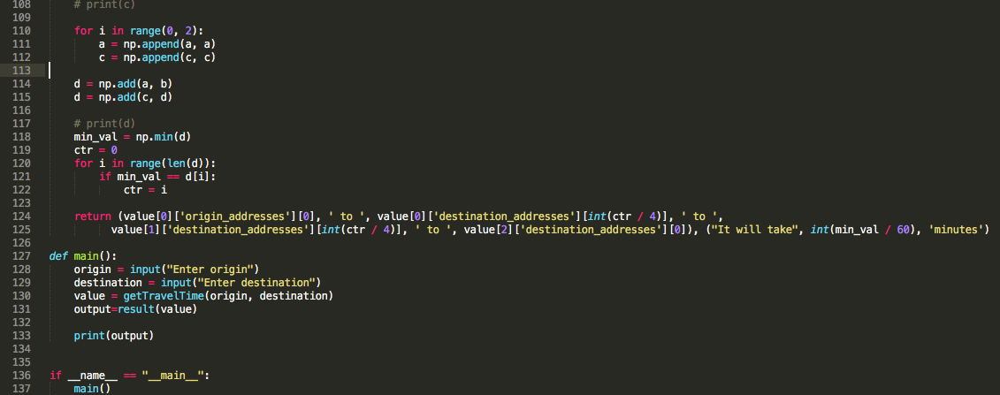 108 # print(c)
109
110 for i in range(0, 2):
111 a = np.append(a, a)
112 c = np.append(c, c)
113
114 d = np.add(a, b)
115 d = np.add(c, d)
116
117 # print(d)
118 min_val = np.min(d)
119 ctr = 0
120 for i in range(len(d)):
121 if min_val == d[i]:
122 ctr = i
123
124 return (value[0]['origin_addresses'][0], ' to ', value[0]['destination_addresses'][int(ctr / 4)], ' to ',
125 value[1]['destination_addresses'][int(ctr / 4)], ' to ', value[2]['destination_addresses'][0]), ("It will take", int(min_val / 60), 'minutes')
126
127 def main():
128 origin = input("Enter origin")
129 destination = input("Enter destination")
130 value = getTravelTime(origin, destination)
131 output=result(value)
132
133 print(output)
134
135
136 if __name__ == "__main__":
137 main()